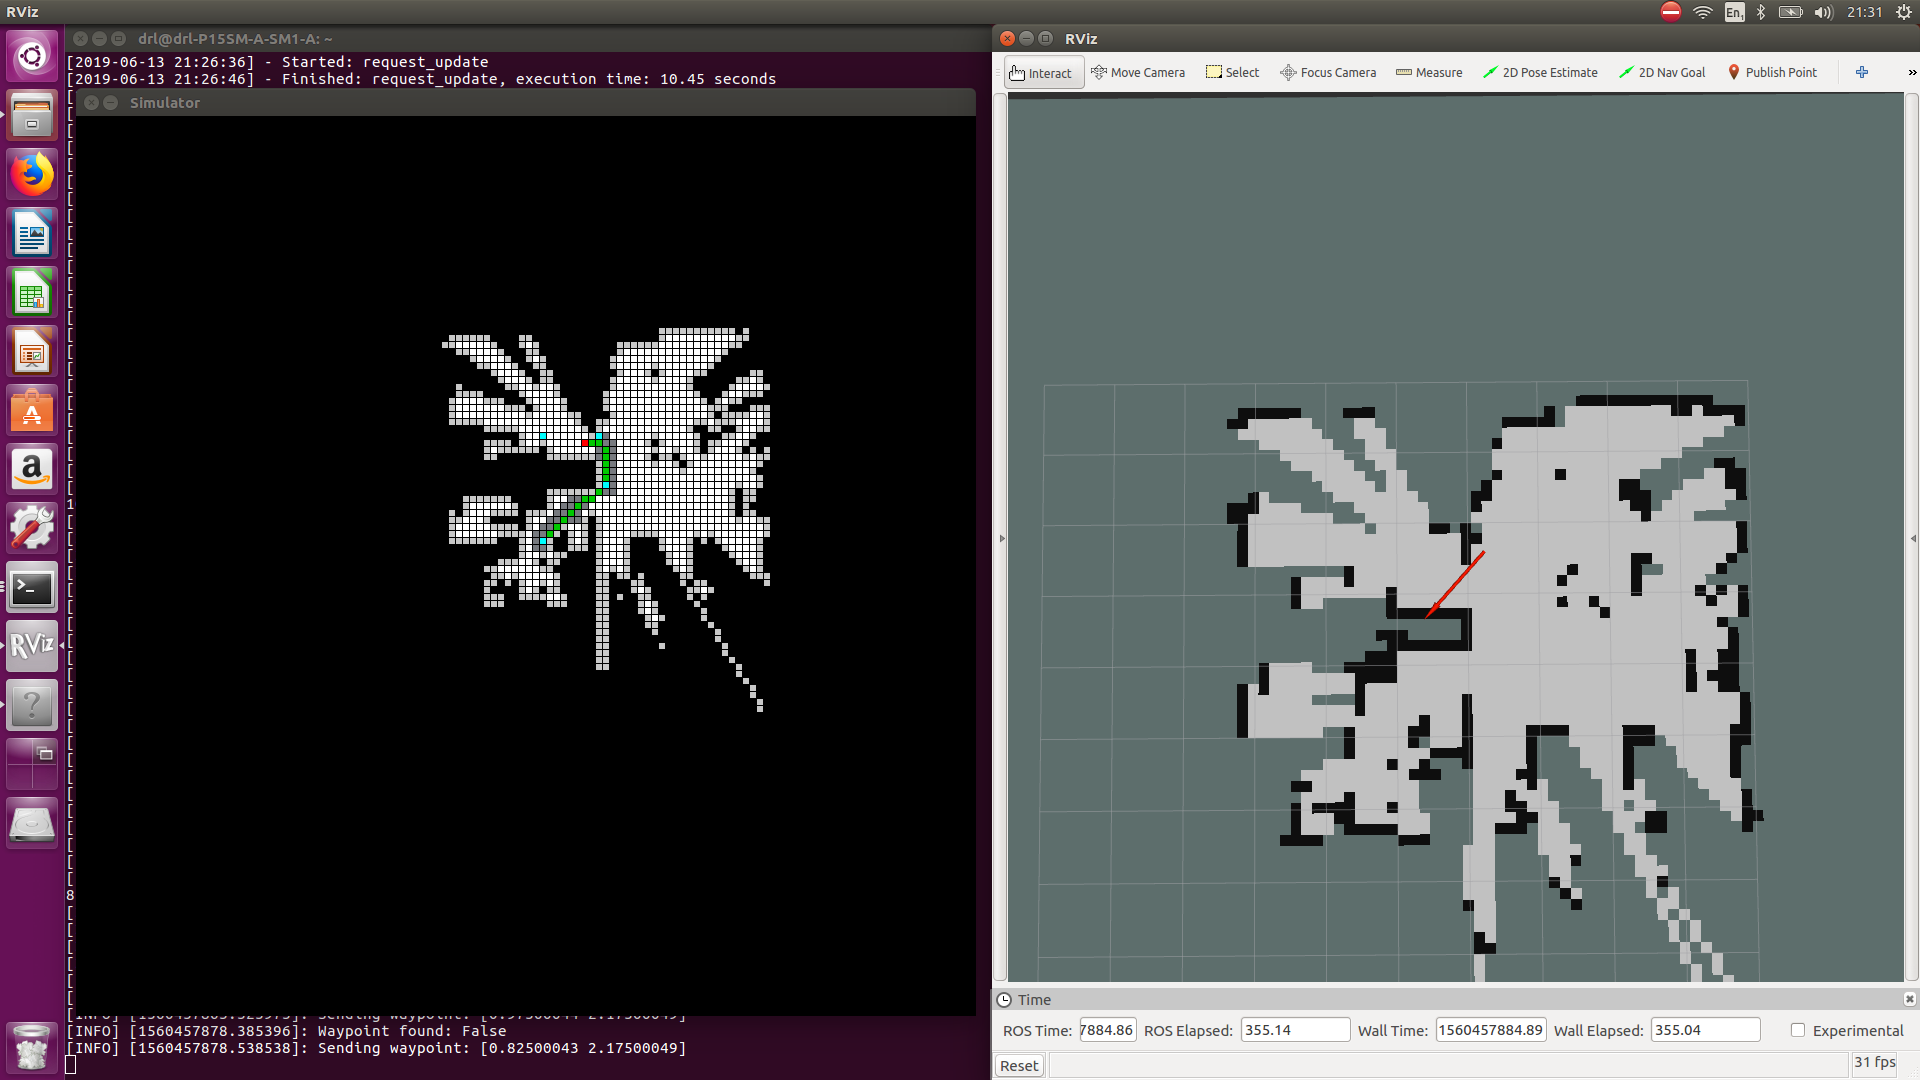 RViz
En1
21:31
drl@drl-P15SM-A-SM1-A: ~
RViz
[2019-06-13 21:26:36] - Started: request_update
[2019-06-13 21:26:46] - Finished: request_update, execution time: 10.45 seconds
Interact
Move Camera
Select
Focus Camera
Measure
2D Pose Estimate
2D Nav Goal
Publish Point
»
Simulator
1
RViz
8
[INFO] [1560457878.385396]: Waypoint found: False
[INFO] [1560457878.538538]: Sending waypoint: [0.82500043 2.17500049]
Time
ROS Time: 7884.86 ROS Elapsed: 355.14 Wall Time: 1560457884.89 Wall Elapsed: 355.04 Experimental
Reset
31 fps